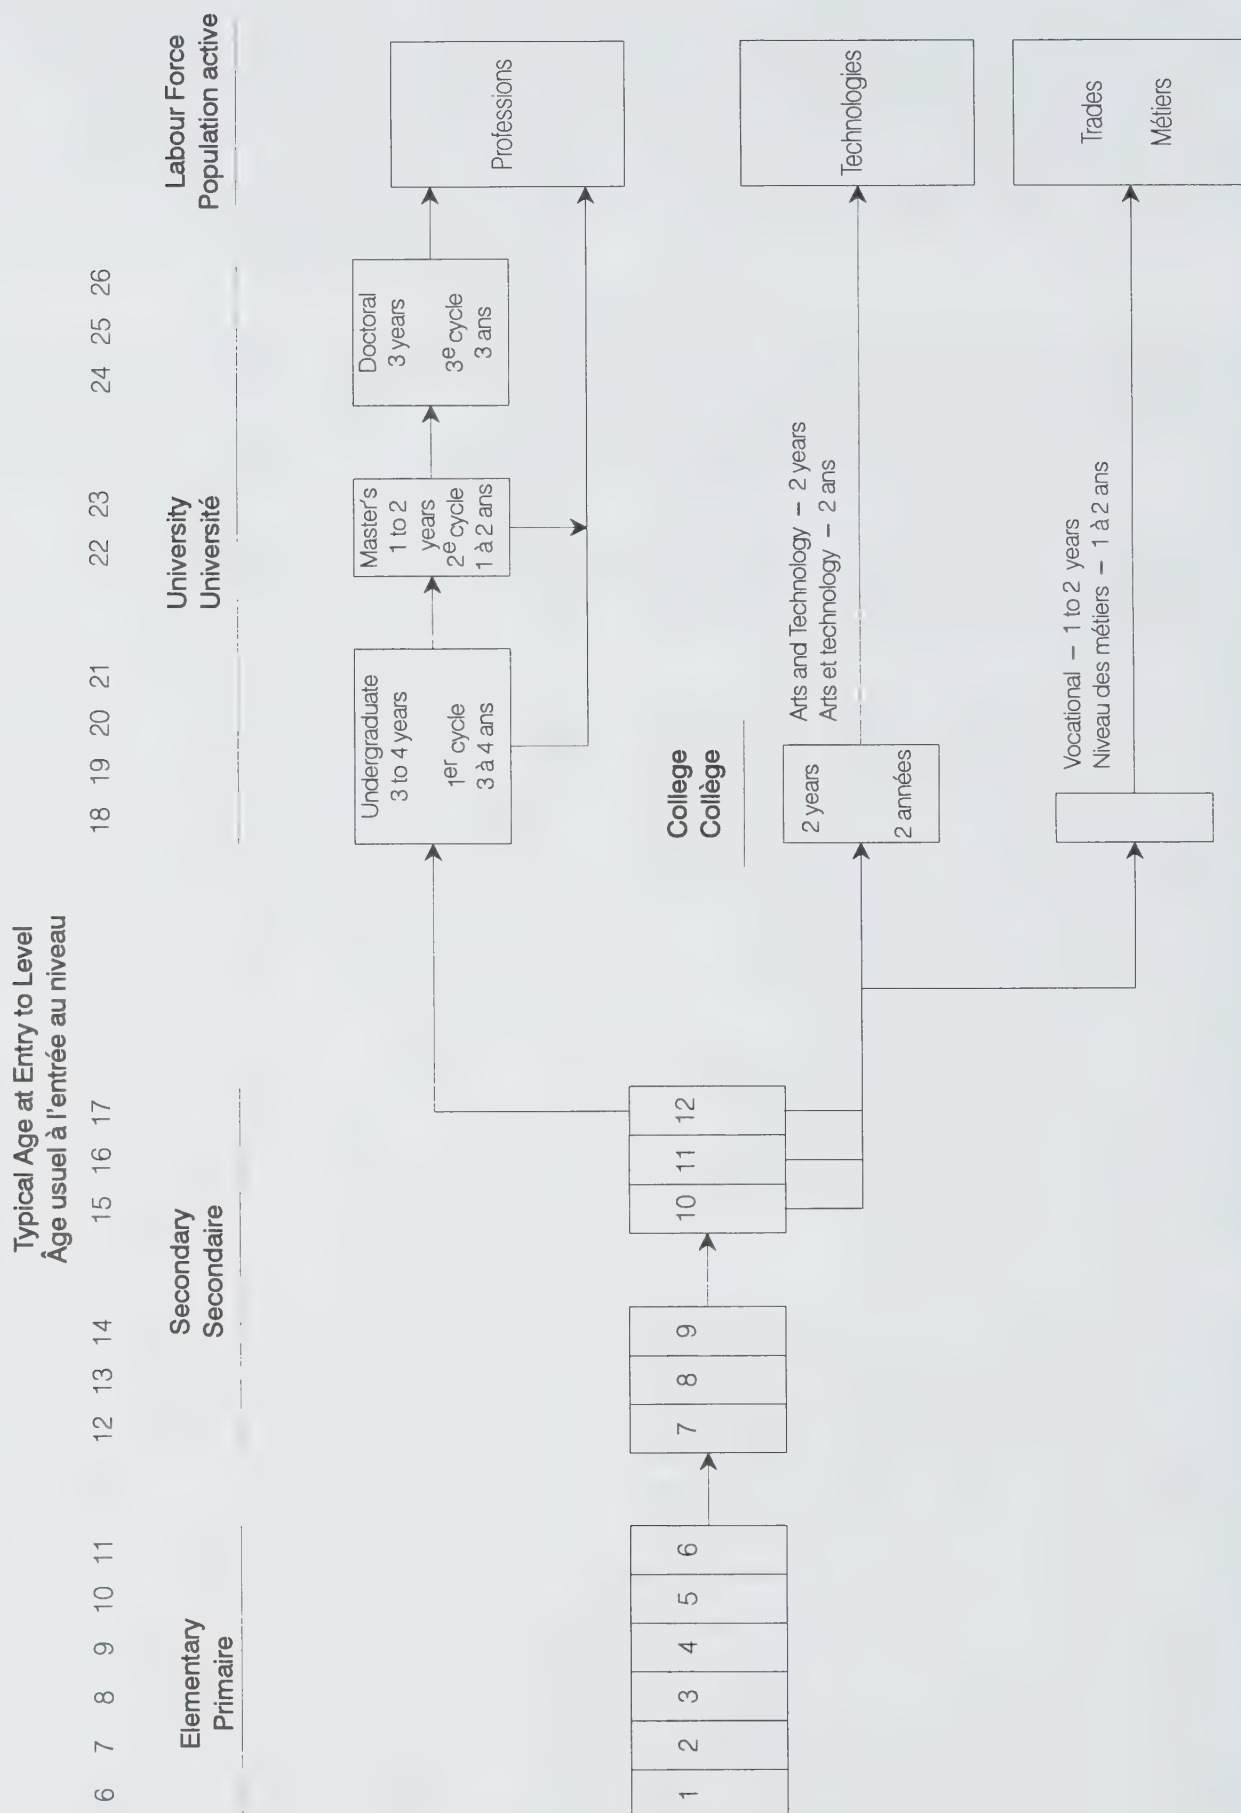 Typical Age at Entry to Level
Âge usuel à l'entrée au niveau
6 7 8 9 10 11 12 13 14 15 16 17 18 19 20 21 22 23 24 25 26
Elementary
Primaire
Secondary
Secondaire
University
Université
Labour Force
Population active
Undergraduate
3 to 4 years
1er cycle
3 à 4 ans
Master's
1 to 2
years
2e cycle
1 à 2 ans
Doctoral
3 years
3e cycle
3 ans
Professions
1 2 3 4 5 6
7 8 9
10 11 12
College
Collège
2 years
2 années
Arts and Technology – 2 years
Arts et technology – 2 ans
Technologies
Vocational – 1 to 2 years
Niveau des métiers – 1 à 2 ans
Trades
Métiers